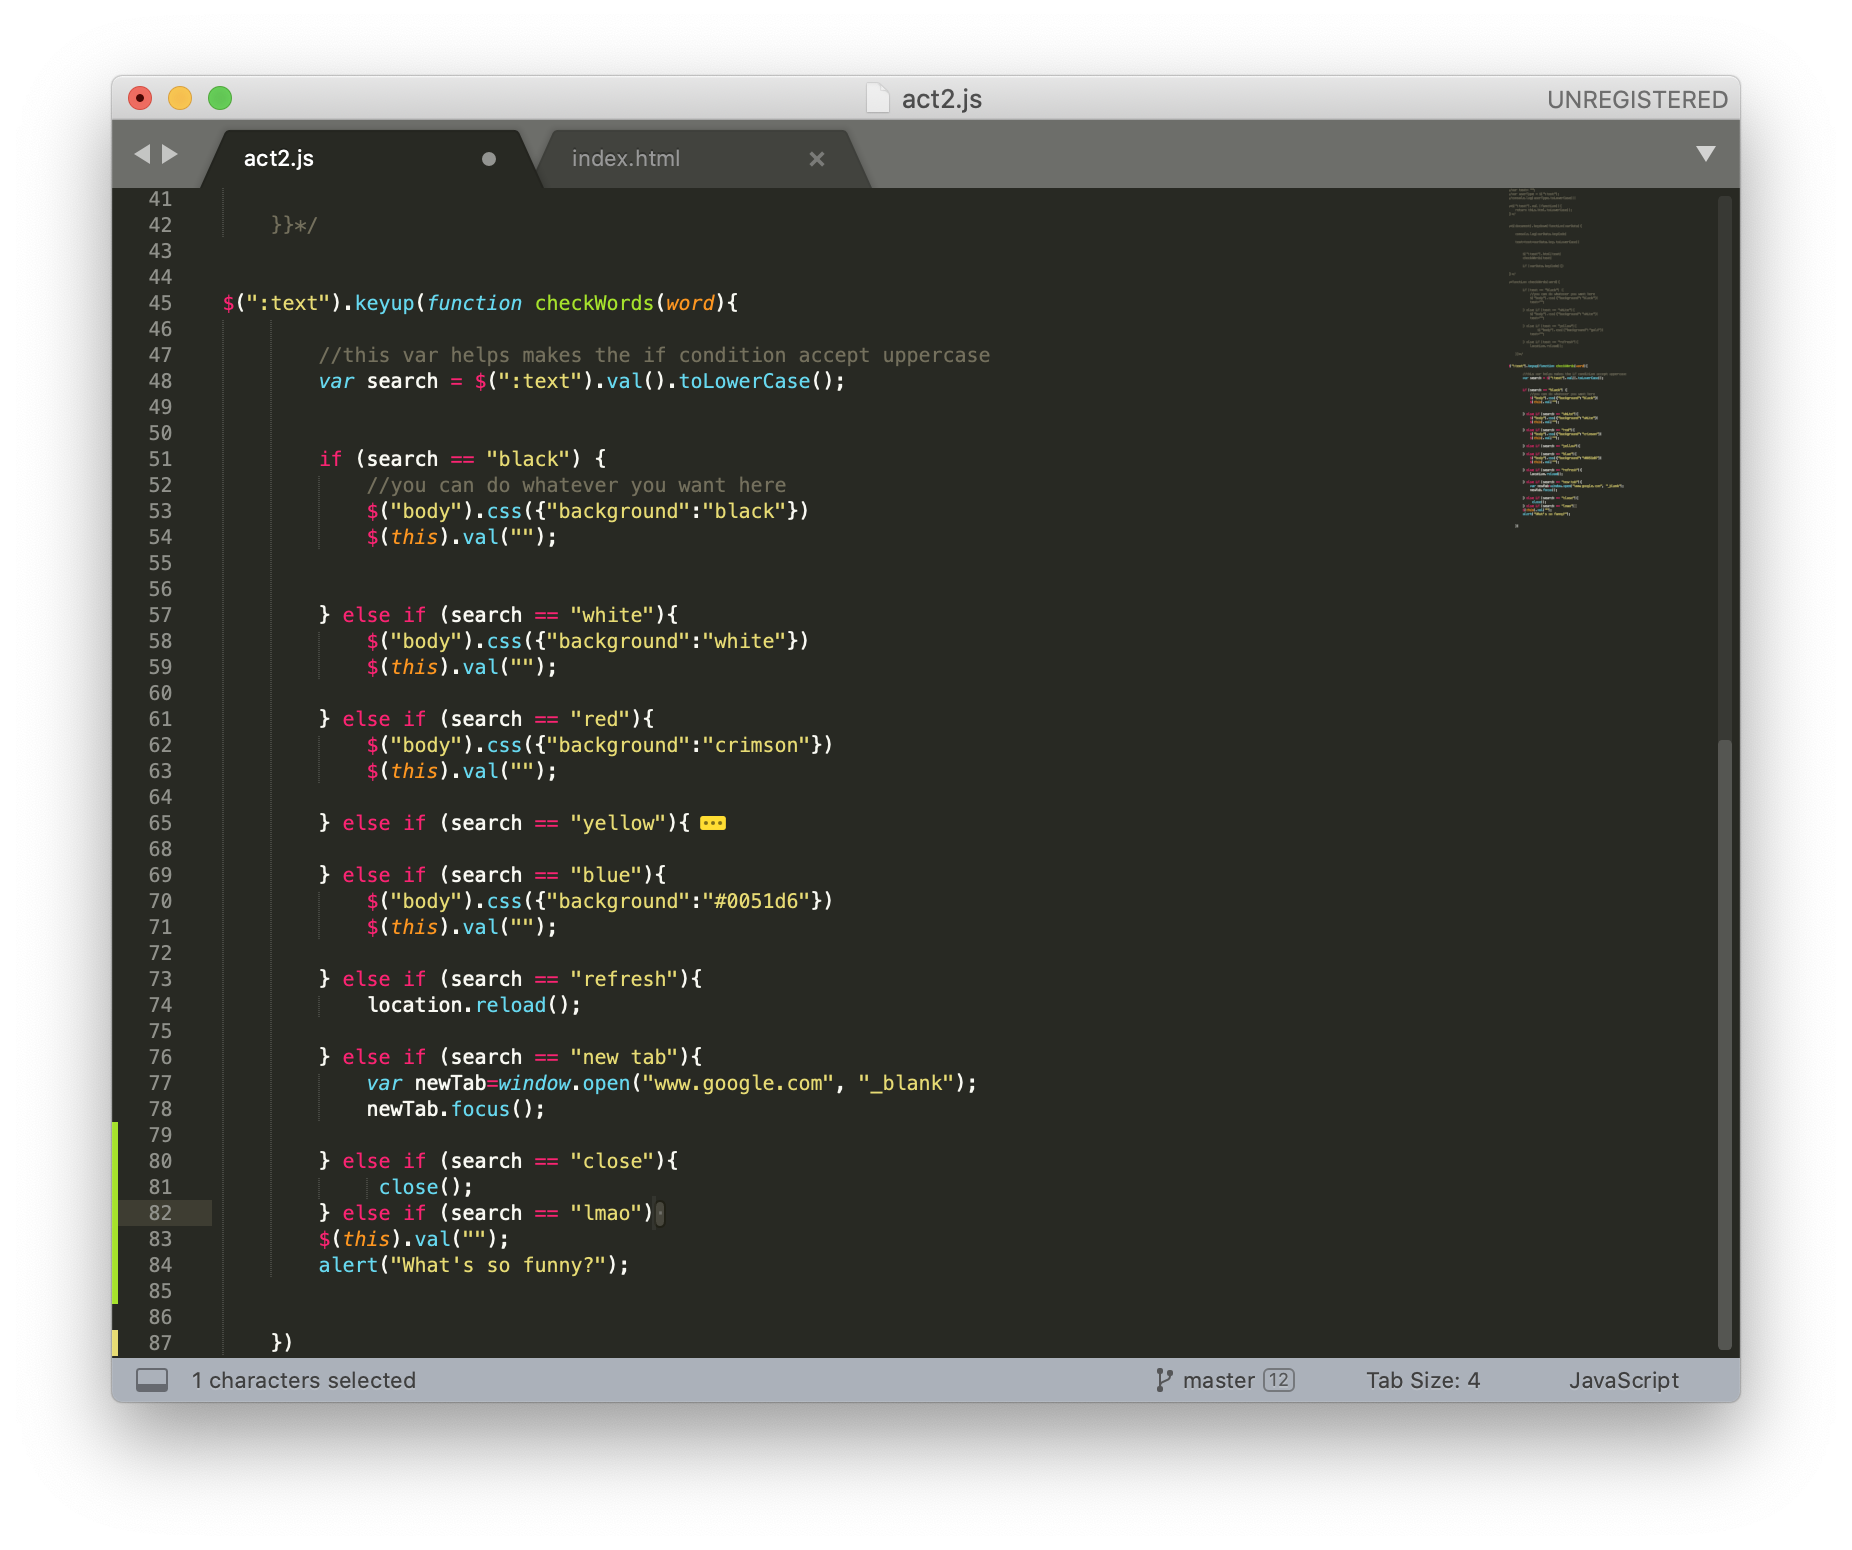 act2.js
UNREGISTERED
act2.js
index.html
41
42 }}*/
43
44
45 $(":text").keyup(function checkWords(word){
46
47 //this var helps makes the if condition accept uppercase
48 var search = $(":text").val().toLowerCase();
49
50
51 if (search == "black") {
52 //you can do whatever you want here
53 $("body").css({"background":"black"})
54 $(this).val("");
55
56
57 } else if (search == "white"){
58 $("body").css({"background":"white"})
59 $(this).val("");
60
61 } else if (search == "red"){
62 $("body").css({"background":"crimson"})
63 $(this).val("");
64
65 } else if (search == "yellow"){
68
69 } else if (search == "blue"){
70 $("body").css({"background":"#0051d6"})
71 $(this).val("");
72
73 } else if (search == "refresh"){
74 location.reload();
75
76 } else if (search == "new tab"){
77 var newTab=window.open("www.google.com", "_blank");
78 newTab.focus();
79
80 } else if (search == "close"){
81 close();
82 } else if (search == "lmao")
83 $(this).val("");
84 alert("What's so funny?");
85
86
87 })
1 characters selected
master 12
Tab Size: 4
JavaScript